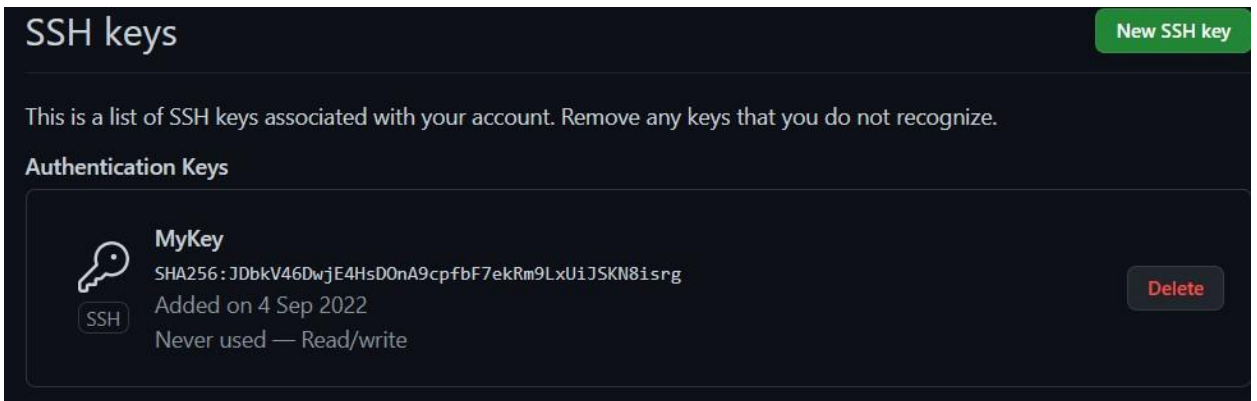 SSH keys
New SSH key
This is a list of SSH keys associated with your account. Remove any keys that you do not recognize.
Authentication Keys
MyKey
SHA256:JDbkV46DwjE4HsDOnA9cpfbF7ekRm9LxUiJSKN8isrg
SSH
Added on 4 Sep 2022
Never used — Read/write
Delete